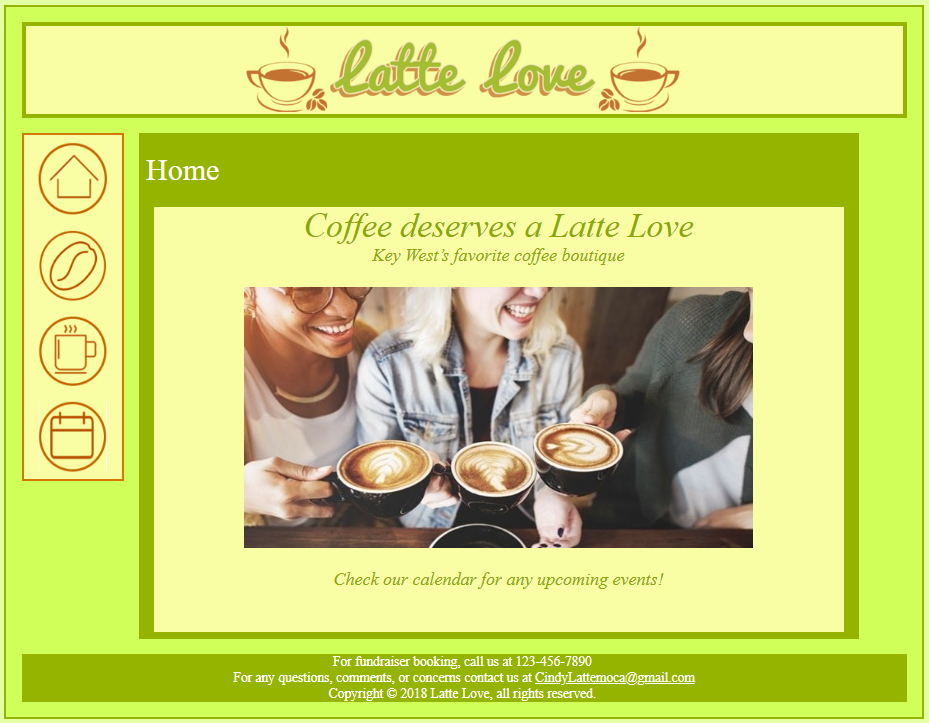 Latte Love
Home
Coffee deserves a Latte Love
Key West’s favorite coffee boutique
Check our calendar for any upcoming events!
For fundraiser booking, call us at 123-456-7890
For any questions, comments, or concerns contact us at CindyLattemoca@gmail.com
Copyright © 2018 Latte Love, all rights reserved.